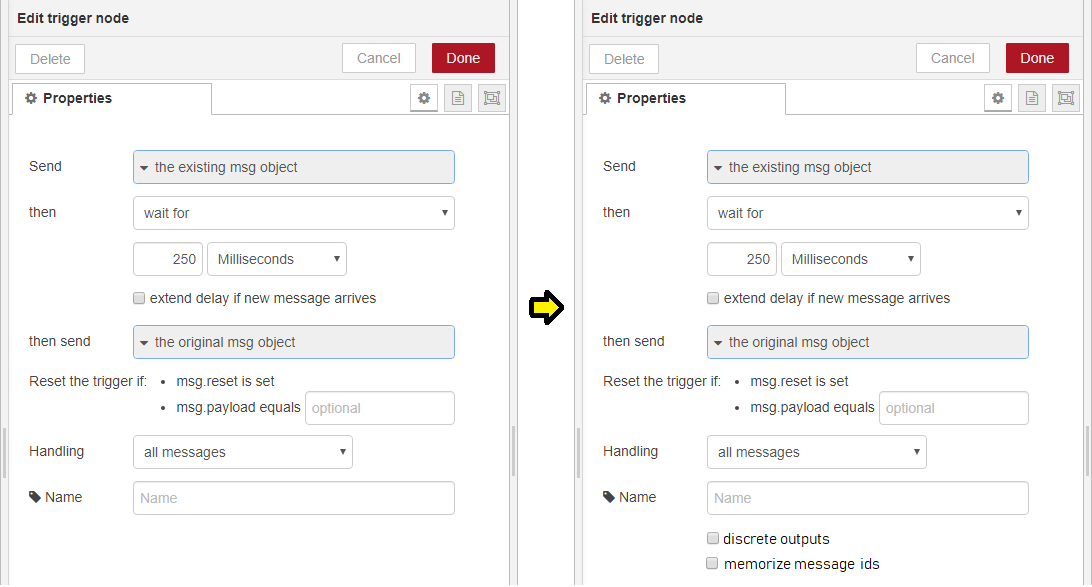 Edit trigger node
Delete
Cancel
Done
Properties
Send
the existing msg object
then
wait for
250
Milliseconds
extend delay if new message arrives
then send
the original msg object
Reset the trigger if:
• msg.reset is set
• msg.payload equals
optional
Handling
all messages
Name
Name
Edit trigger node
Delete
Cancel
Done
Properties
Send
the existing msg object
then
wait for
250
Milliseconds
extend delay if new message arrives
then send
the original msg object
Reset the trigger if:
• msg.reset is set
• msg.payload equals
optional
Handling
all messages
Name
Name
discrete outputs
memorize message ids